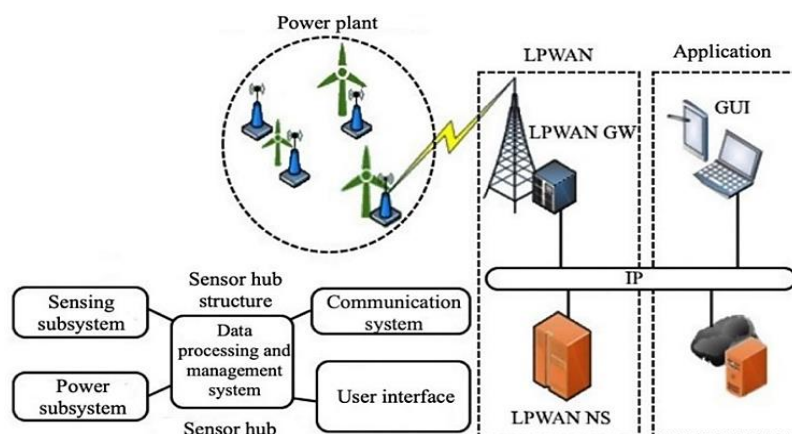 Power plant
LPWAN
Application
LPWAN GW
GUI
IP
LPWAN NS
Sensor hub
structure
Sensing
subsystem
Communication
system
Data
processing and
management
system
Power
subsystem
User interface
Sensor hub